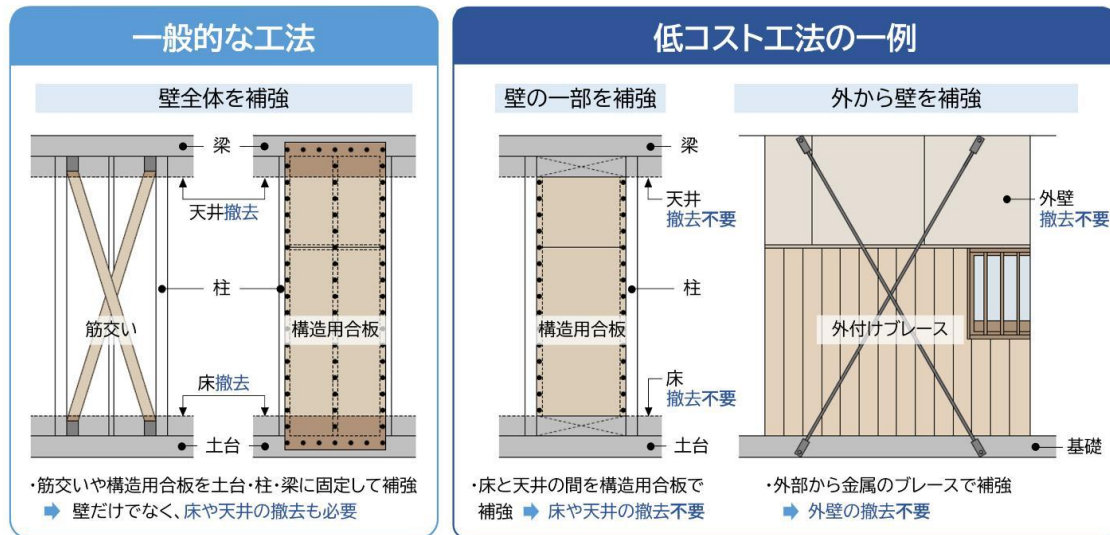 一般的な工法
壁全体を補強
梁
天井撤去
柱
筋交い
構造用合板
床撤去
土台
・筋交いや構造用合板を土台・柱・梁に固定して補強
➡ 壁だけでなく、床や天井の撤去も必要
低コスト工法の一例
壁の一部を補強
梁
天井
撤去不要
柱
構造用合板
床
撤去不要
土台
・床と天井の間を構造用合板で
補強 ➡ 床や天井の撤去不要
外から壁を補強
外壁
撤去不要
外付けブレース
基礎
・外部から金属のブレースで補強
➡ 外壁の撤去不要